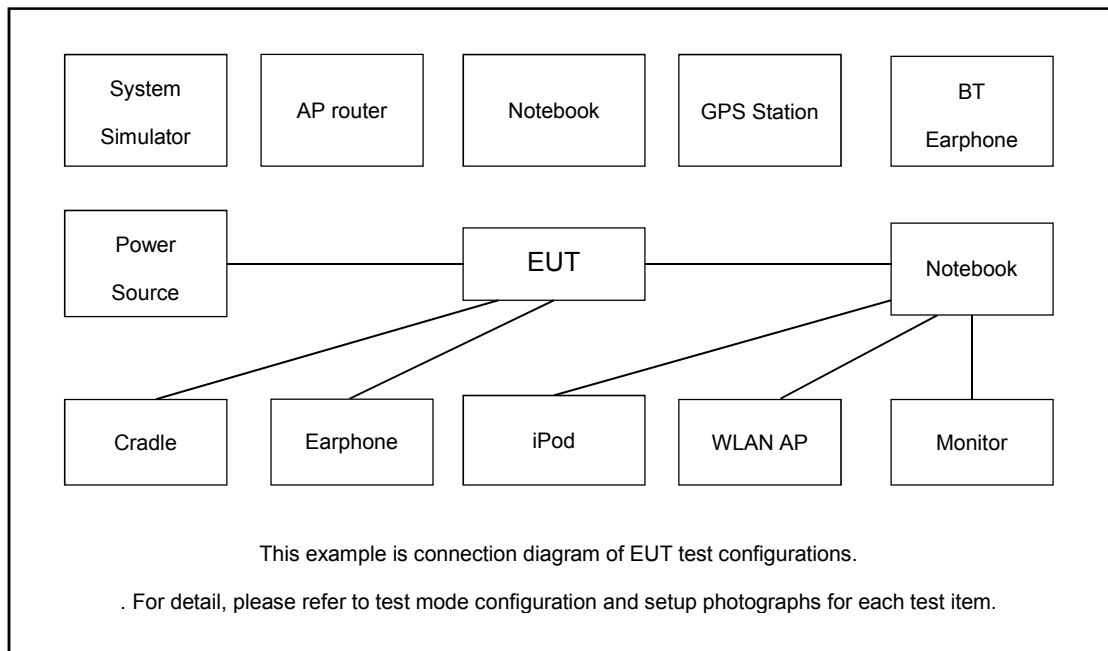 System
Simulator
AP router
Notebook
GPS Station
BT
Earphone
Power
Source
EUT
Notebook
Cradle
Earphone
iPod
WLAN AP
Monitor
This example is connection diagram of EUT test configurations.
. For detail, please refer to test mode configuration and setup photographs for each test item.